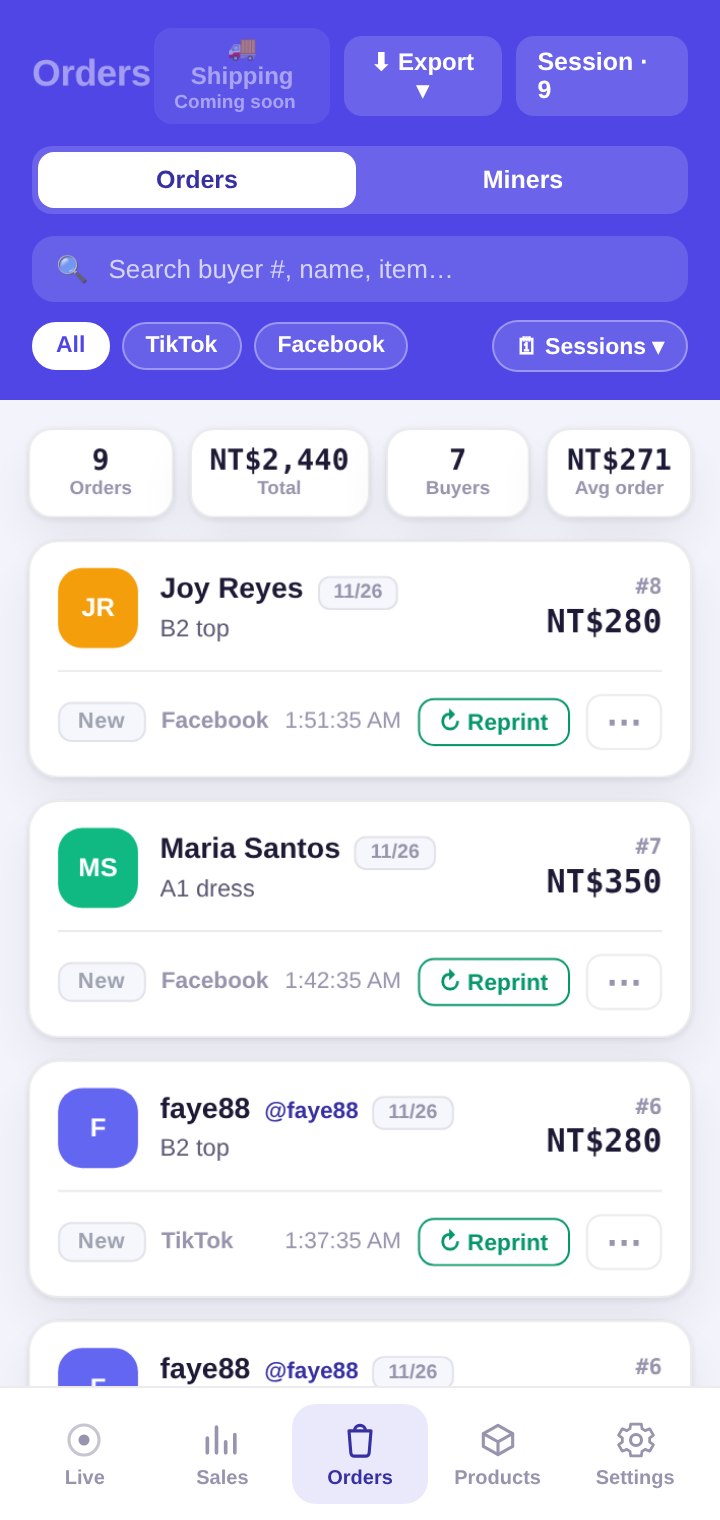 Orders
Shipping
Coming soon
⬇ Export ▾
Session · 9
Orders
Miners
Search buyer #, name, item…
All
TikTok
Facebook
Sessions ▾
9
Orders
NT$2,440
Total
7
Buyers
NT$271
Avg order
JR
Joy Reyes
11/26
#8
B2 top
NT$280
New
Facebook
1:51:35 AM
↻ Reprint
···
MS
Maria Santos
11/26
#7
A1 dress
NT$350
New
Facebook
1:42:35 AM
↻ Reprint
···
F
faye88
@faye88
11/26
#6
B2 top
NT$280
New
TikTok
1:37:35 AM
↻ Reprint
···
F
faye88
@faye88
11/26
#6
Live
Sales
Orders
Products
Settings